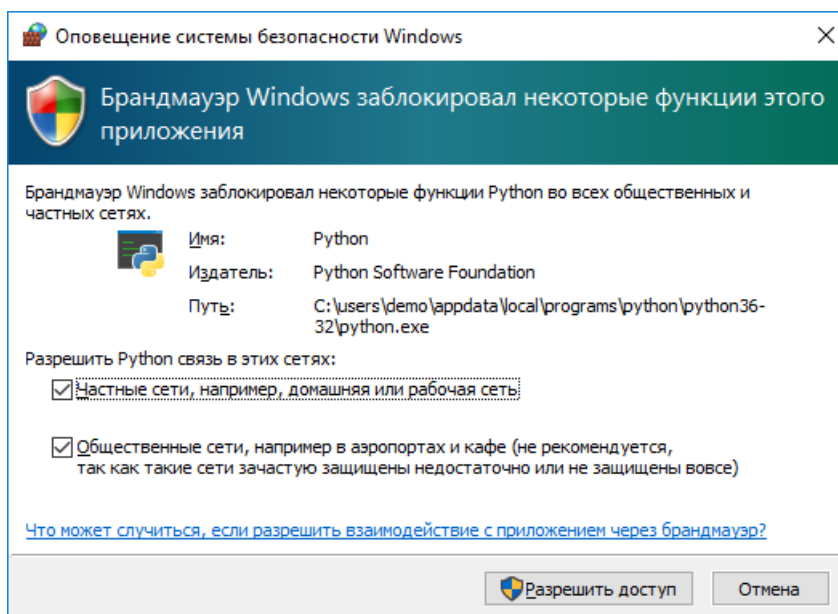 Оповещение системы безопасности Windows
Брандмауэр Windows заблокировал некоторые функции этого
приложения
Брандмауэр Windows заблокировал некоторые функции Python во всех общественных и
частных сетях.
Имя: Python
Издатель: Python Software Foundation
Путь: C:\users\demo\appdata\local\programs\python\python36-
32\python.exe
Разрешить Python связь в этих сетях:
Частные сети, например, домашняя или рабочая сеть
Общественные сети, например в аэропортах и кафе (не рекомендуется,
так как такие сети зачастую защищены недостаточно или не защищены вовсе)
Что может случиться, если разрешить взаимодействие с приложением через брандмауэр?
Разрешить доступ Отмена